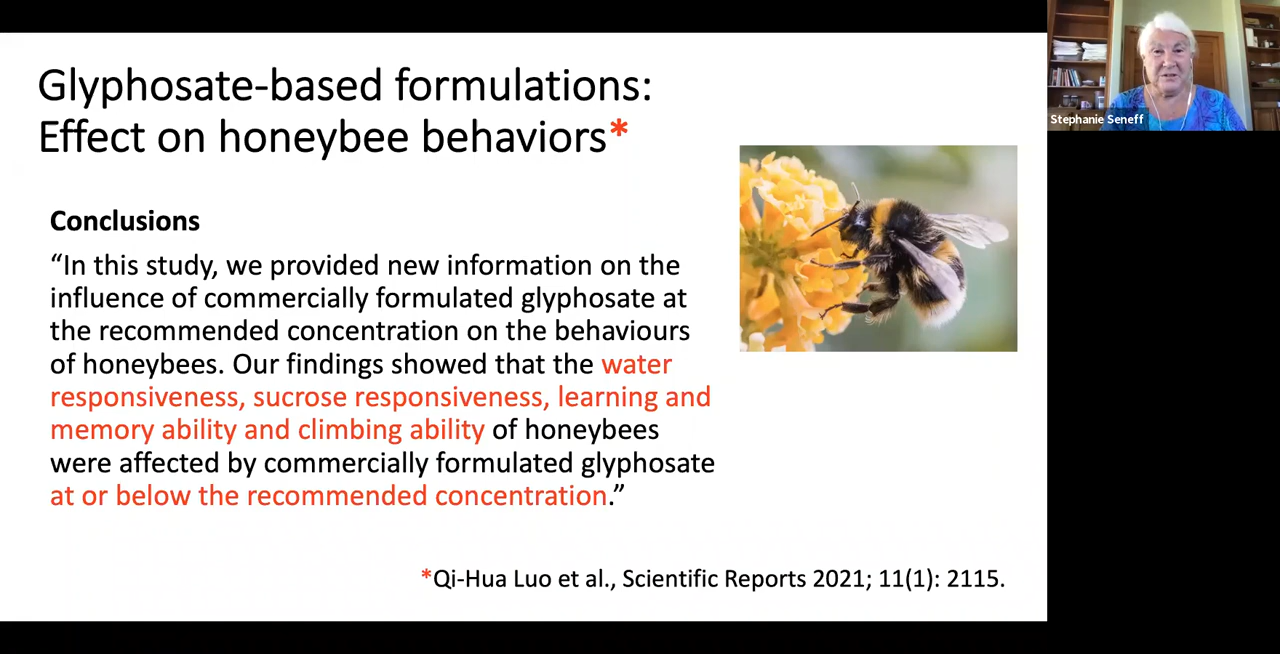 Glyphosate-based formulations:
Effect on honeybee behaviors*
Stephanie Seneff
Conclusions
“In this study, we provided new information on the
influence of commercially formulated glyphosate at
the recommended concentration on the behaviours
of honeybees. Our findings showed that the water
responsiveness, sucrose responsiveness, learning and
memory ability and climbing ability of honeybees
were affected by commercially formulated glyphosate
at or below the recommended concentration.”
*Qi-Hua Luo et al., Scientific Reports 2021; 11(1): 2115.